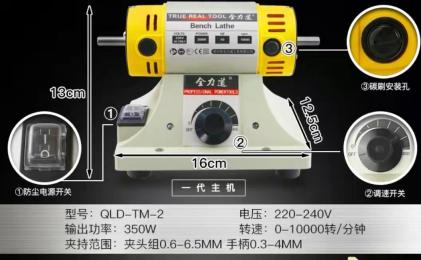 TRUE REAL TOOL 全力道
Bench Lathe
VOLTS POWER
③
③碳刷安装孔
13cm
全力道
PROFESSIONAL POWERTOOLS
①
12.5cm
②
16cm
①防尘电源开关
②调速开关
一代主机
型号：QLD-TM-2 电压：220-240V
输出功率：350W 转速：0-10000转/分钟
夹持范围：夹头组0.6-6.5MM 手柄0.3-4MM